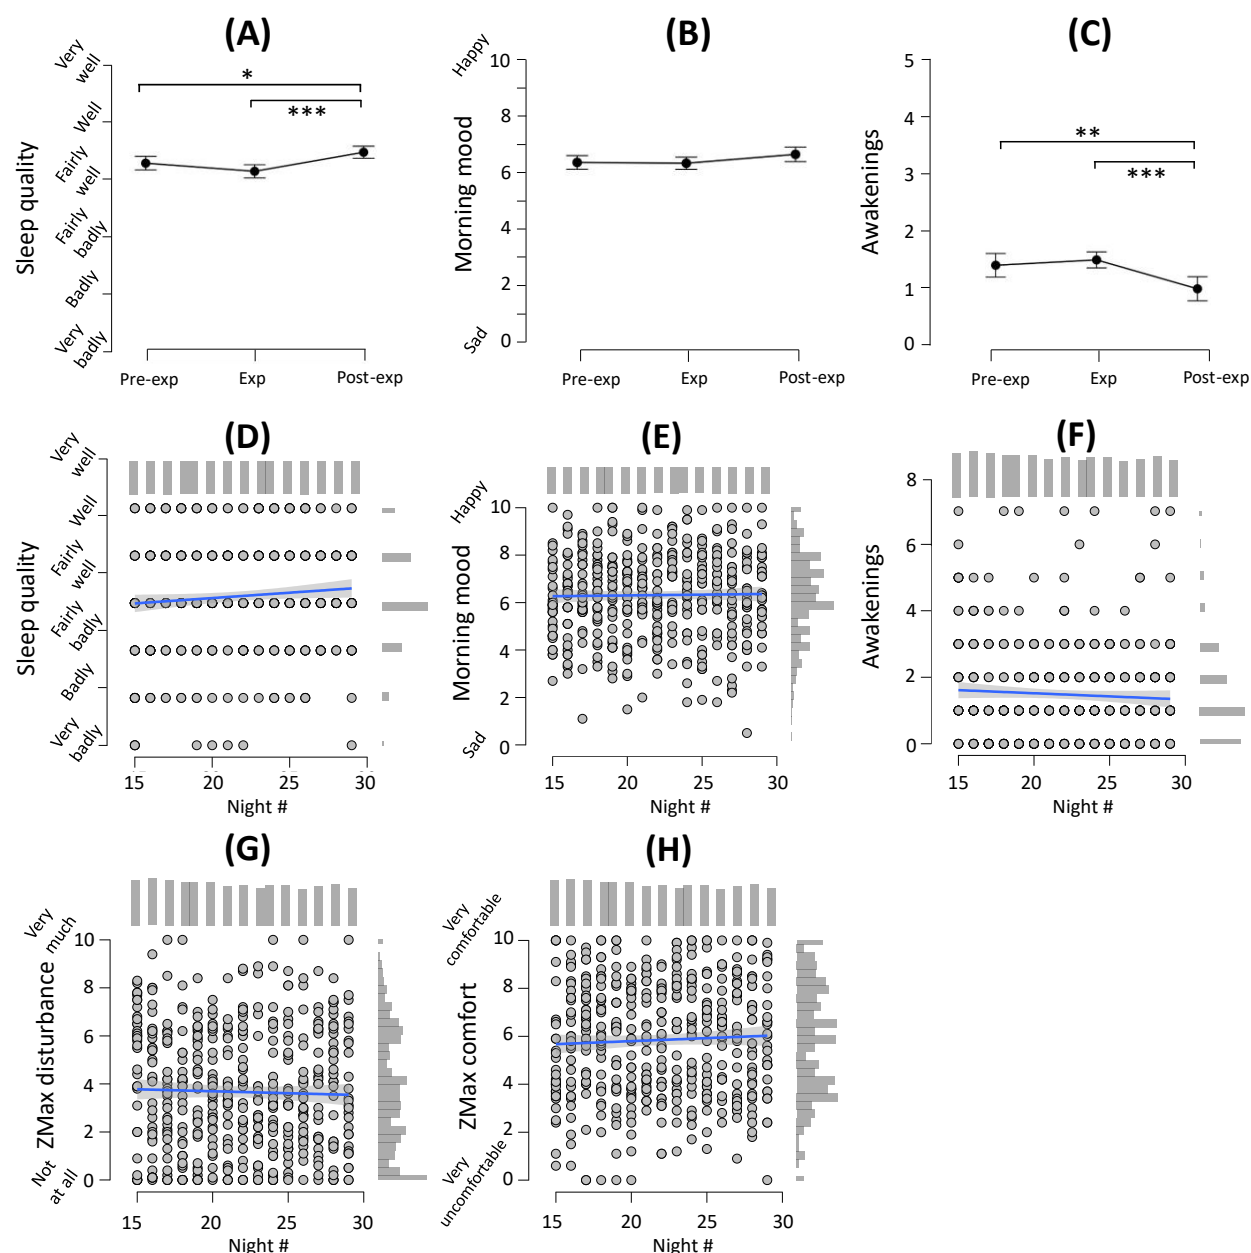 (A)
Sleep quality
Very
well
Well
Fairly
well
Fairly
badly
Badly
Very
badly
*
***
Pre-exp Exp Post-exp
(B)
Morning mood
Happy
Sad
10
8
6
4
2
0
Pre-exp Exp Post-exp
(C)
Awakenings
5
4
3
2
1
0
**
***
Pre-exp Exp Post-exp
(D)
Sleep quality
Very
well
Well
Fairly
well
Fairly
badly
Badly
Very
badly
15 20 25 30
Night #
(E)
Morning mood
Happy
Sad
10
8
6
4
2
0
15 20 25 30
Night #
(F)
Awakenings
8
6
4
2
0
15 20 25 30
Night #
(G)
ZMax disturbance
Very
much
Not
at all
10
8
6
4
2
0
15 20 25 30
Night #
(H)
ZMax comfort
Very
comfortable
Very
uncomfortable
10
8
6
4
2
0
15 20 25 30
Night #